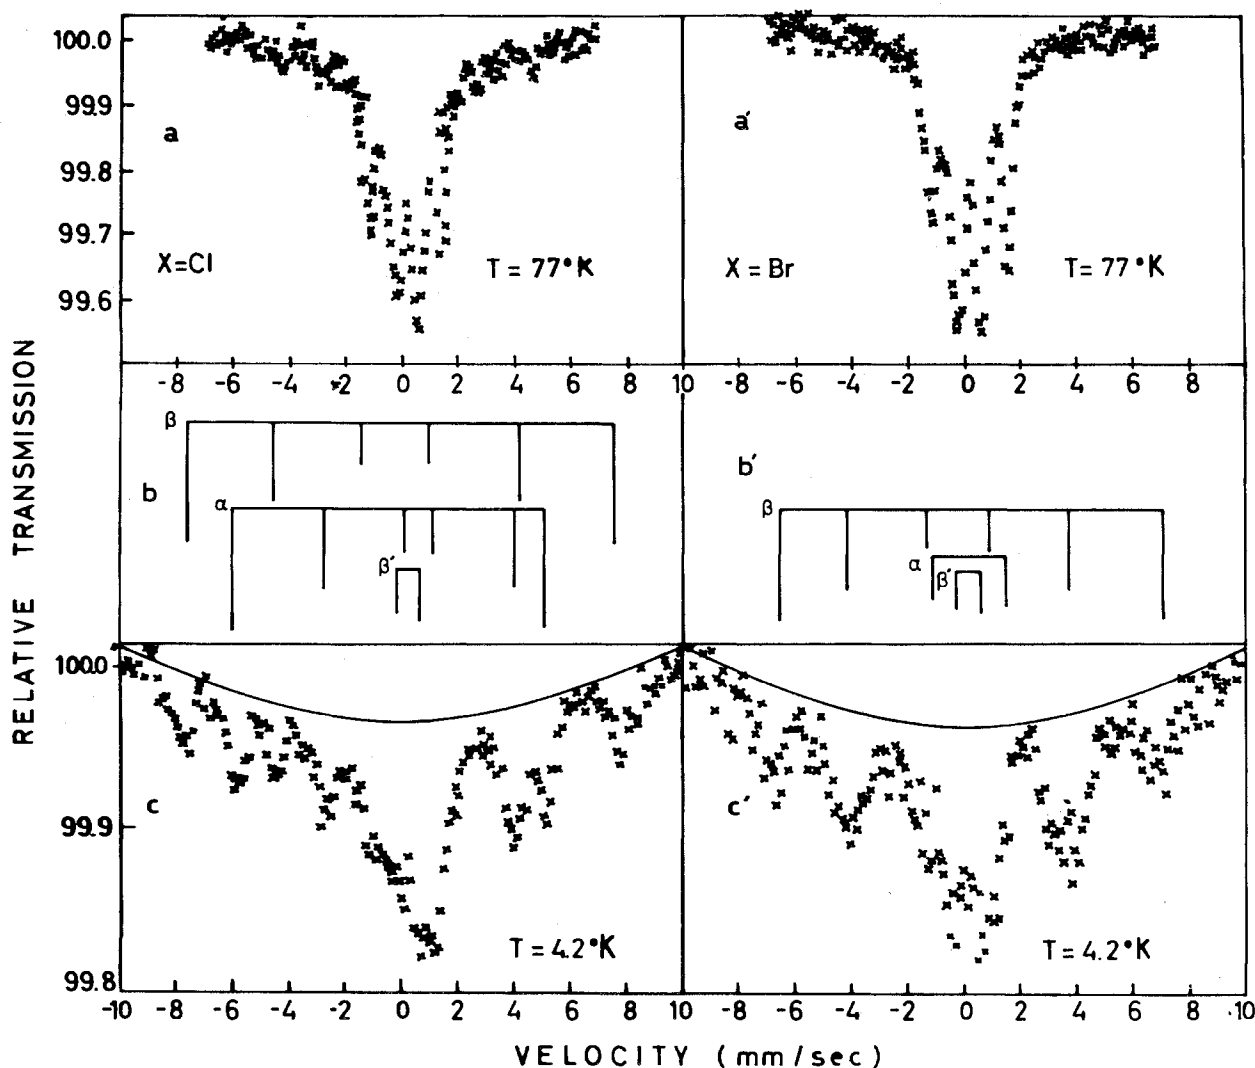 RELATIVE TRANSMISSION
100.0
99.9
99.8
99.7
99.6
a
X=Cl
T = 77°K
a′
X = Br
T = 77°K
-8 -6 -4 -2 0 2 4 6 8 10 -8 -6 -4 -2 0 2 4 6 8
b
β
α
β′
b′
β
α
β′
100.0
99.9
99.8
c
T = 4.2°K
c′
T = 4.2°K
-10 -8 -6 -4 -2 0 2 4 6 8 10 -8 -6 -4 -2 0 2 4 6 8 10
VELOCITY (mm/sec)